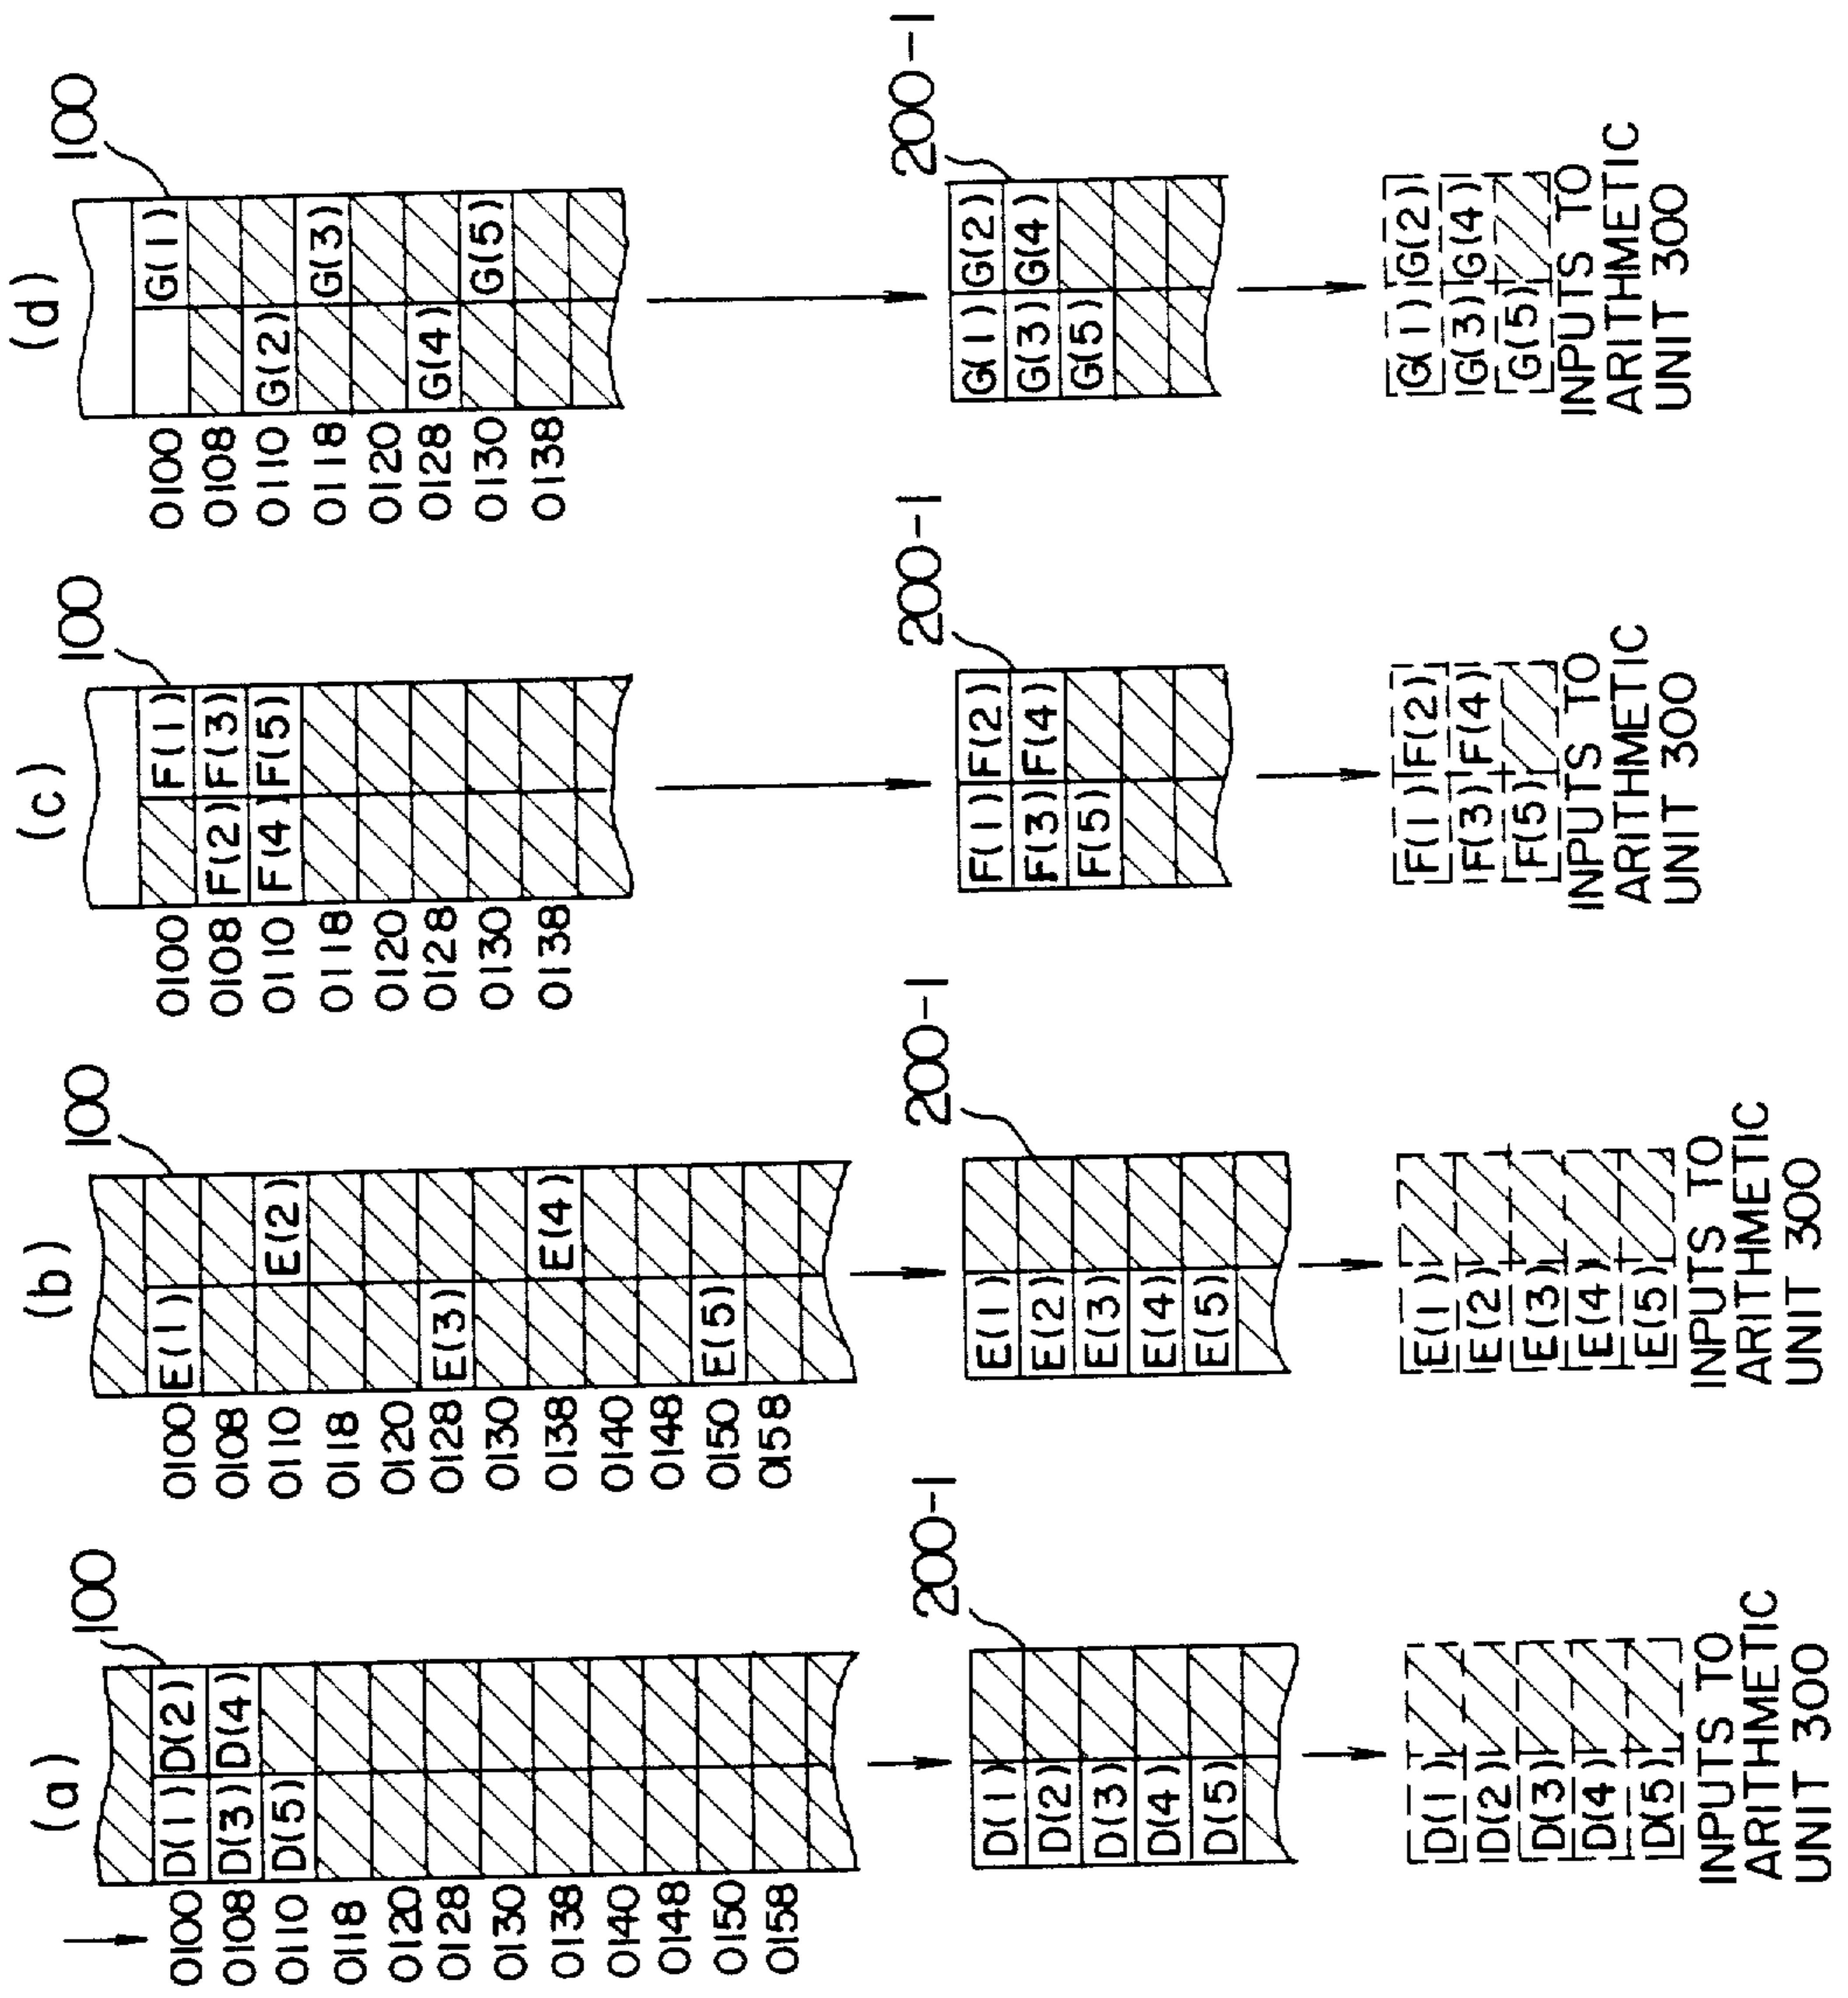 (a)
100
0100 D(1) D(2)
0108 D(3) D(4)
0110 D(5)
0118
0120
0128
0130
0138
0140
0148
0150
0158
200-1
D(1)
D(2)
D(3)
D(4)
D(5)
D(1)
D(2)
D(3)
D(4)
D(5)
INPUTS TO
ARITHMETIC
UNIT 300
(b)
100
0100 E(1)
0108
0110 E(2)
0118
0120
0128 E(3)
0130
0138 E(4)
0140
0148
0150 E(5)
0158
200-1
E(1)
E(2)
E(3)
E(4)
E(5)
E(1)
E(2)
E(3)
E(4)
E(5)
INPUTS TO
ARITHMETIC
UNIT 300
(c)
100
0100 F(1)
0108 F(2) F(3)
0110 F(4) F(5)
0118
0120
0128
0130
0138
200-1
F(1) F(2)
F(3) F(4)
F(5)
F(1) F(2)
F(3) F(4)
F(5)
INPUTS TO
ARITHMETIC
UNIT 300
(d)
100
0100 G(1)
0108
0110 G(2)
0118 G(3)
0120
0128 G(4)
0130 G(5)
0138
200-1
G(1) G(2)
G(3) G(4)
G(5)
G(1) G(2)
G(3) G(4)
G(5)
INPUTS TO
ARITHMETIC
UNIT 300